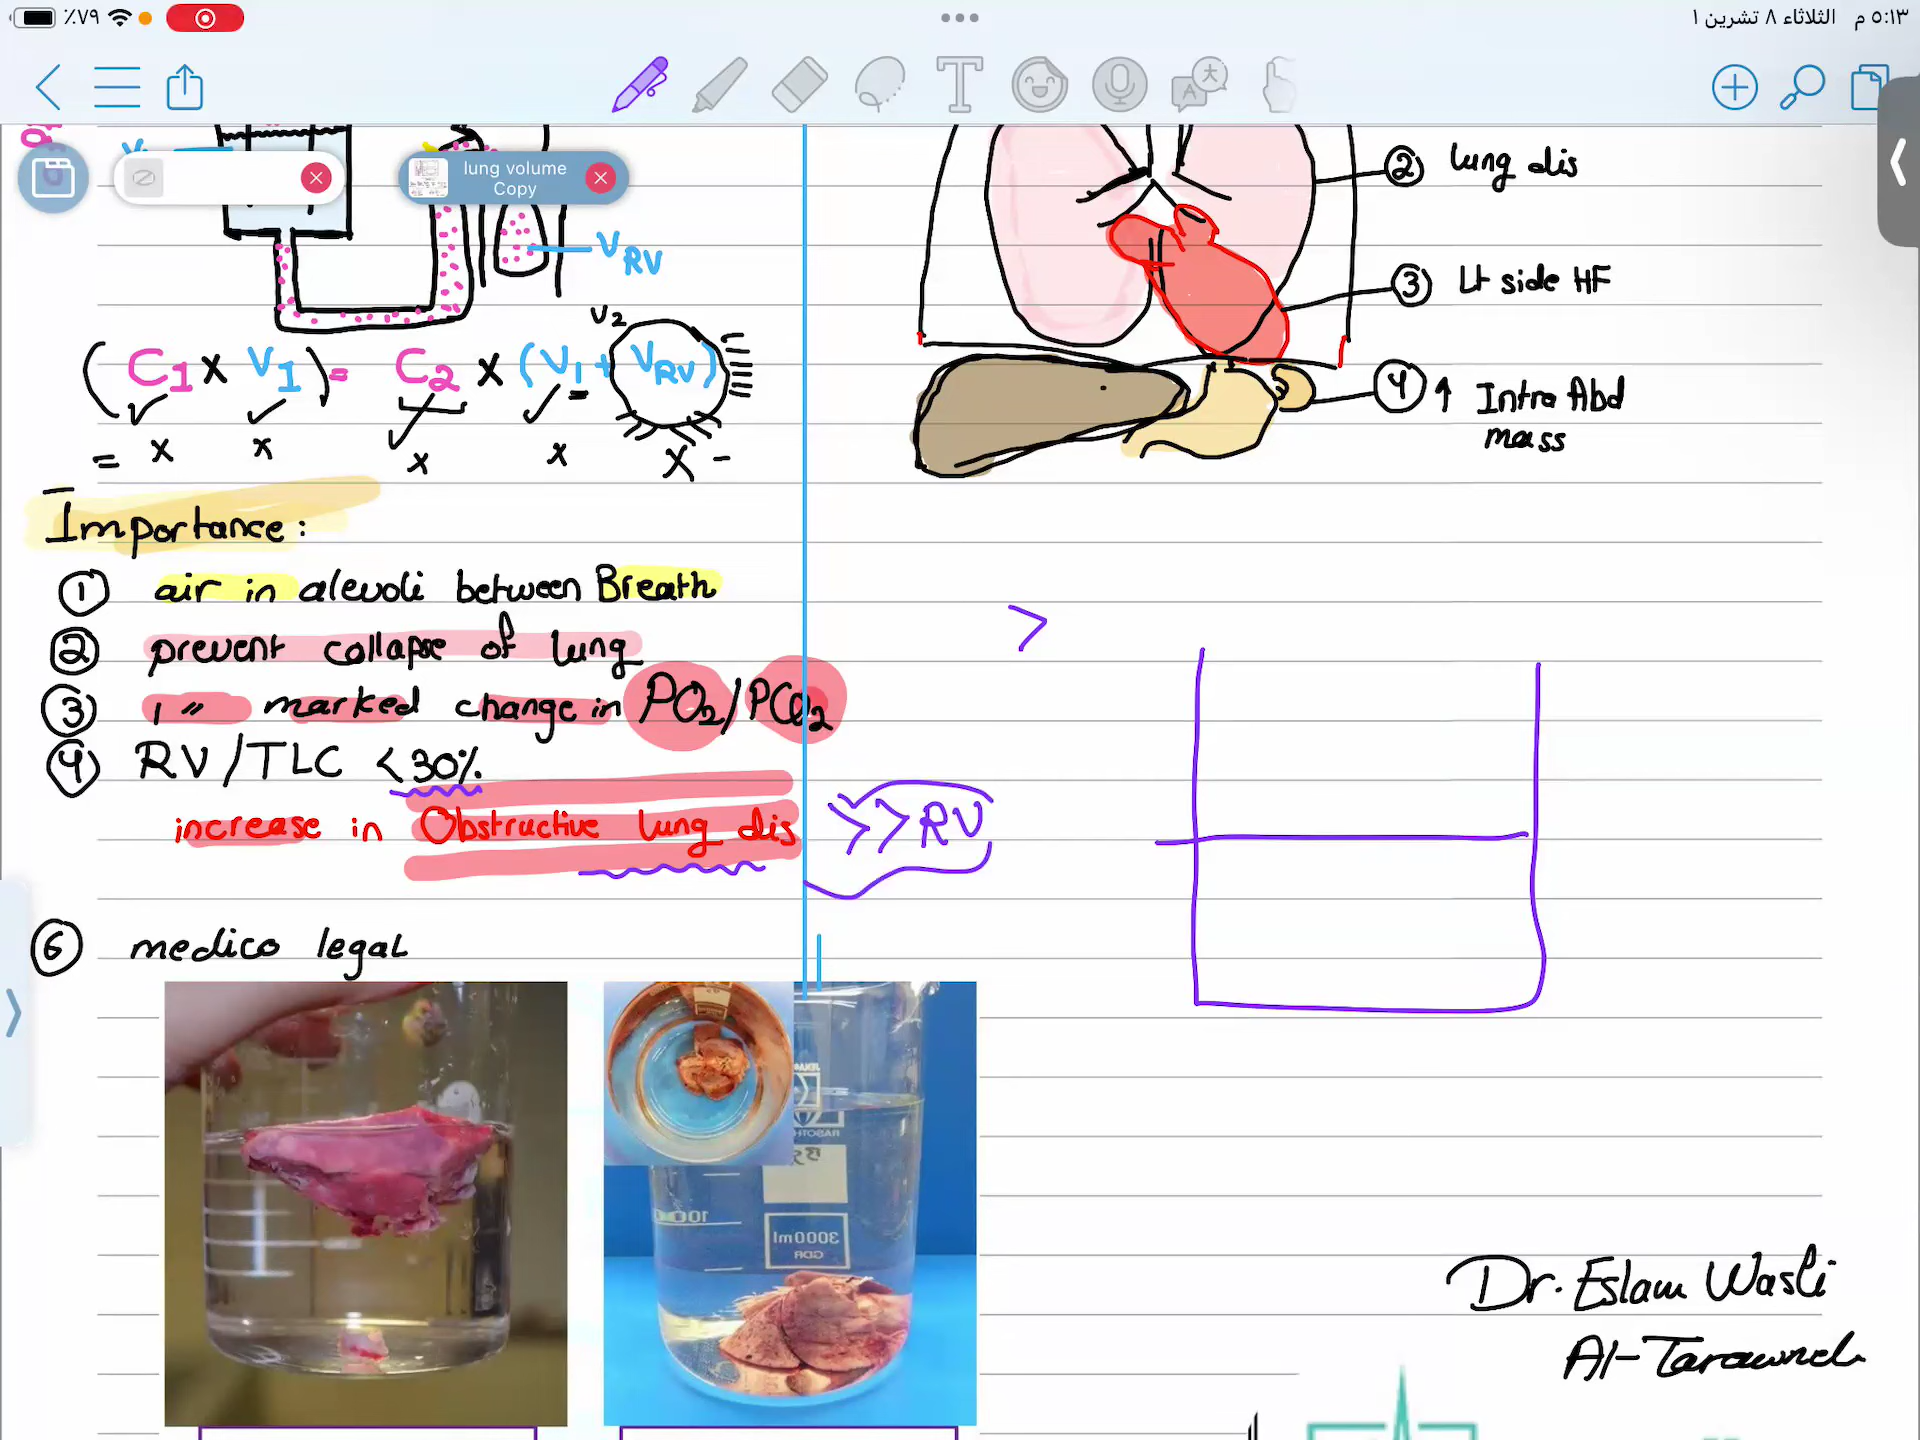 ٪٧٩
٥:١٣ م الثلاثاء ٨ تشرين ١
lung volume
Copy
VRV
V2
(C1 x V1) = C2 x (V1 + VRV)
= x x x x X -
Importance:
① air in alevoli between Breath
② prevent collapse of lung
③ 1 〃 marked change in PO2/PCO2
④ RV/TLC <30%
increase in Obstructive lung dis >> RV
⑥ medico legal
② lung dis
③ Lt side HF
④ ↑ Intra Abd
mass
>
3000ml
Dr. Eslam Wasli
Al-Tarawneh